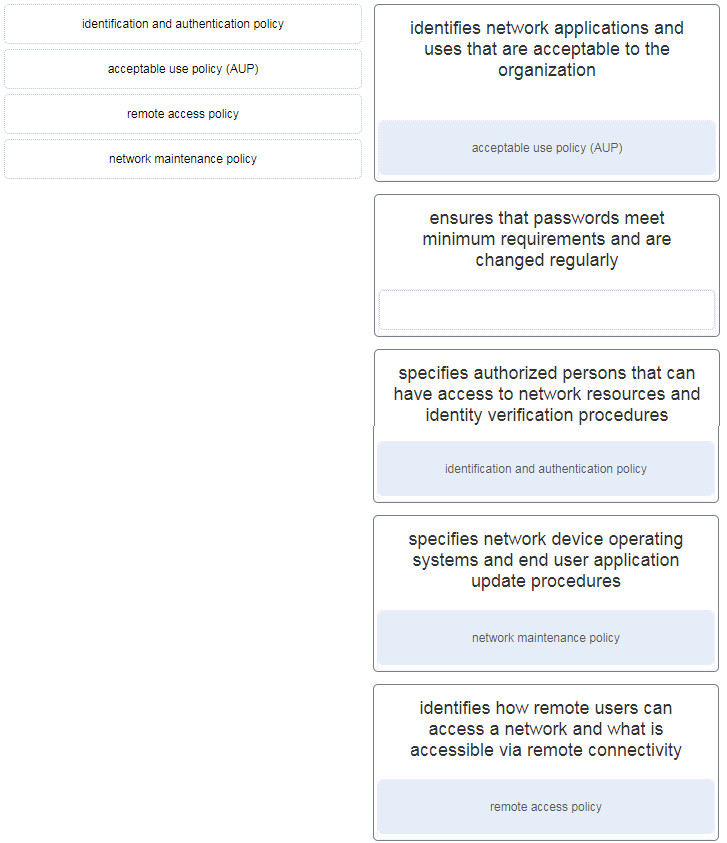 identification and authentication policy
acceptable use policy (AUP)
remote access policy
network maintenance policy
identifies network applications and
uses that are acceptable to the
organization
acceptable use policy (AUP)
ensures that passwords meet
minimum requirements and are
changed regularly
specifies authorized persons that can
have access to network resources and
identity verification procedures
identification and authentication policy
specifies network device operating
systems and end user application
update procedures
network maintenance policy
identifies how remote users can
access a network and what is
accessible via remote connectivity
remote access policy